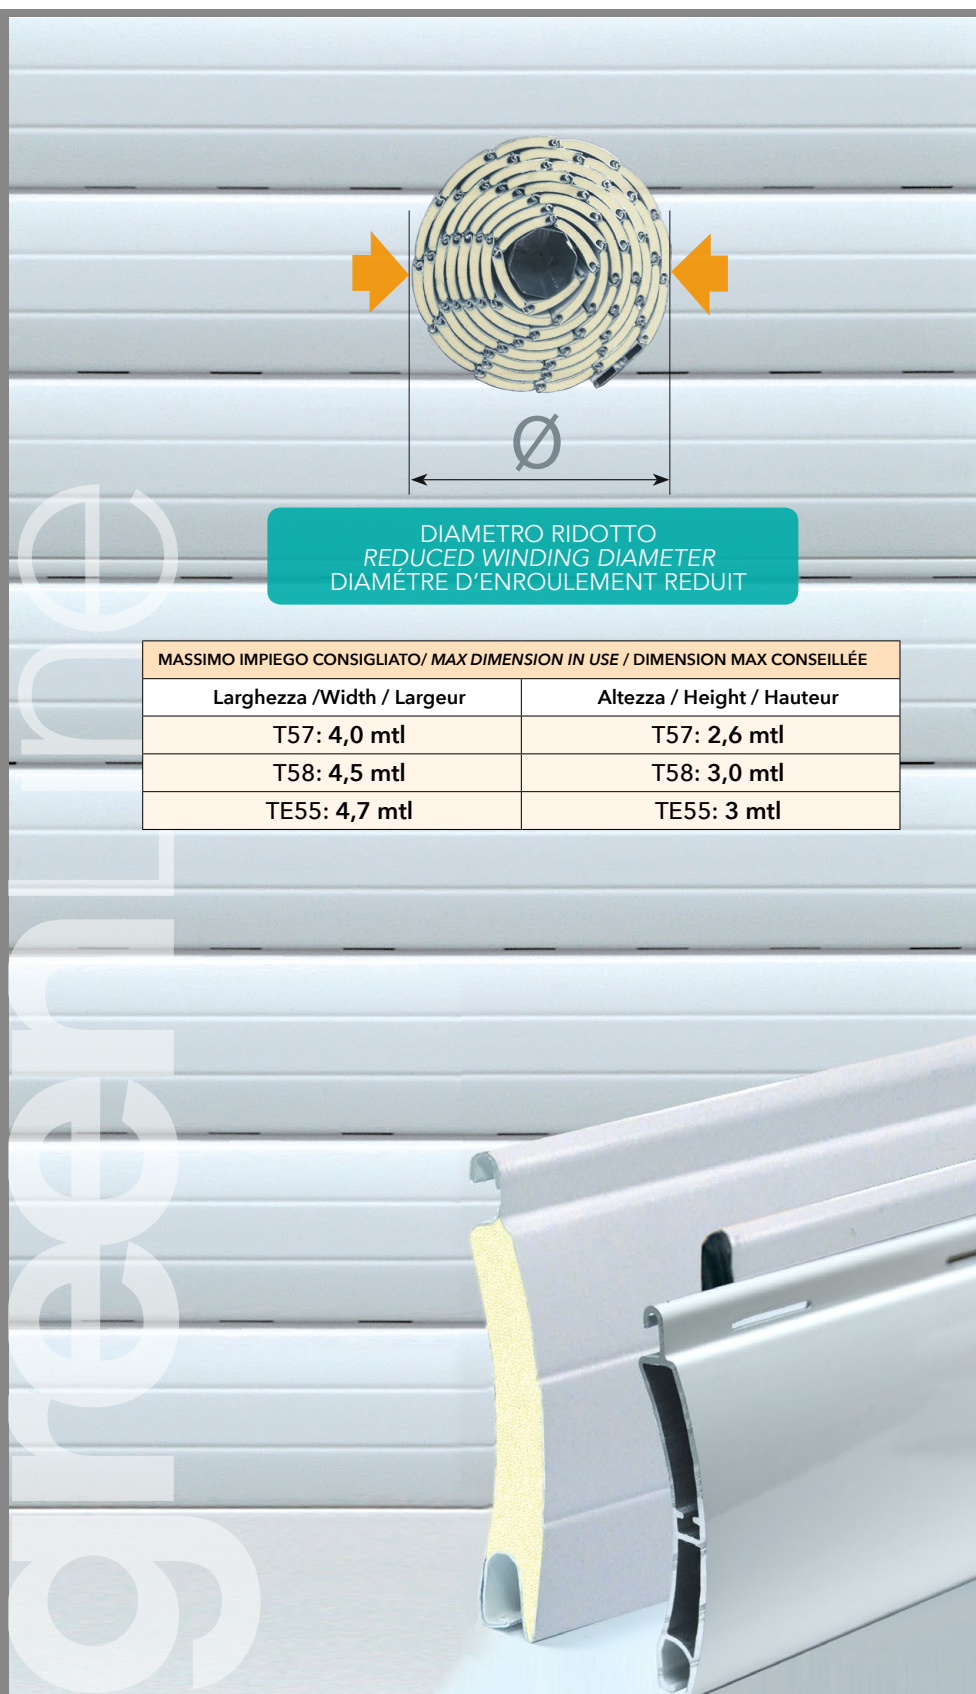 Ø
DIAMETRO RIDOTTO
REDUCED WINDING DIAMETER
DIAMÉTRE D'ENROULEMENT REDUIT
MASSIMO IMPIEGO CONSIGLIATO/ MAX DIMENSION IN USE / DIMENSION MAX CONSEILLÉE
Larghezza /Width / Largeur Altezza / Height / Hauteur
T57: 4,0 mtl T57: 2,6 mtl
T58: 4,5 mtl T58: 3,0 mtl
TE55: 4,7 mtl TE55: 3 mtl
greenLine